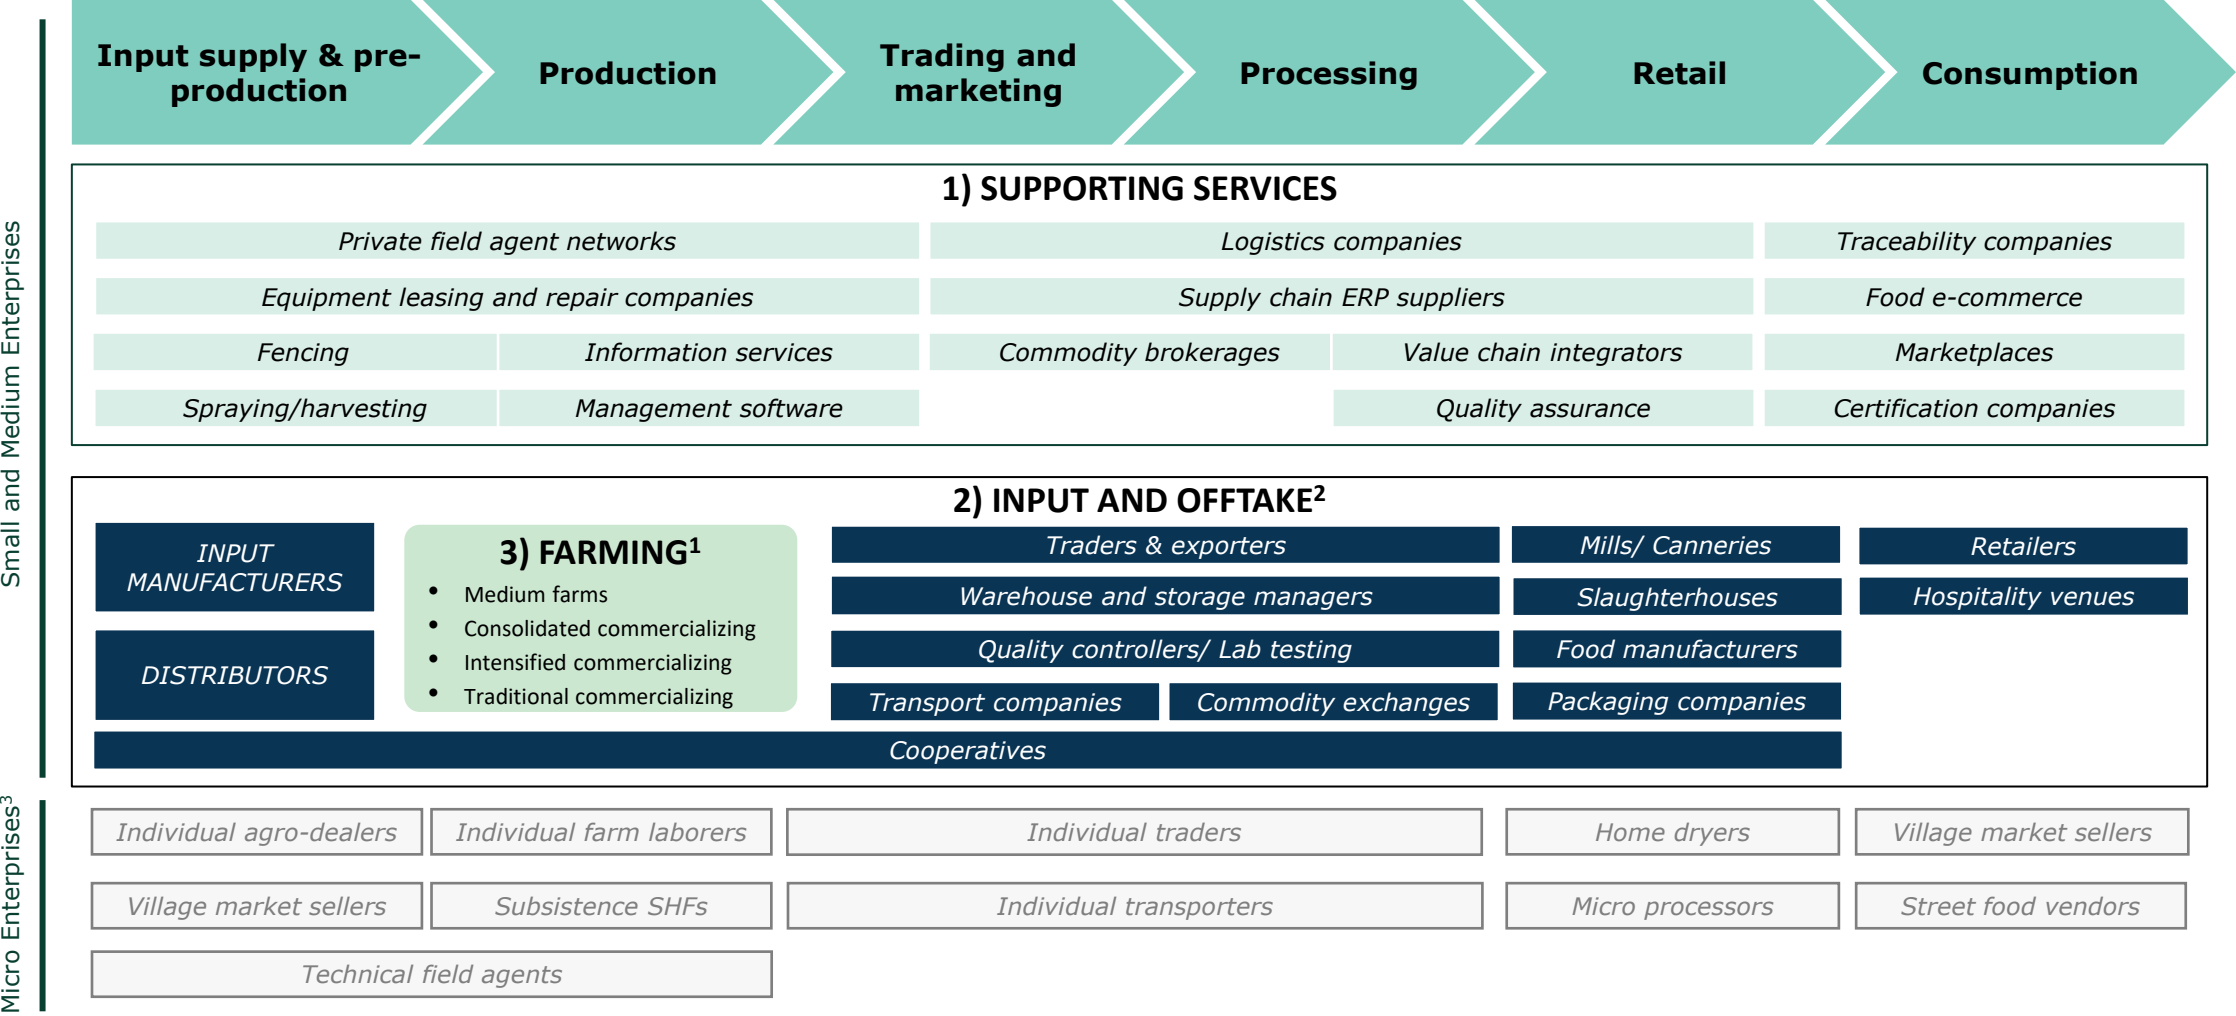 Input supply & pre-
production
Production
Trading and
marketing
Processing
Retail
Consumption
Small and Medium Enterprises
1) SUPPORTING SERVICES
Private field agent networks
Logistics companies
Traceability companies
Equipment leasing and repair companies
Supply chain ERP suppliers
Food e-commerce
Fencing
Information services
Commodity brokerages
Value chain integrators
Marketplaces
Spraying/harvesting
Management software
Quality assurance
Certification companies
2) INPUT AND OFFTAKE²
INPUT
MANUFACTURERS
DISTRIBUTORS
3) FARMING¹
• Medium farms
• Consolidated commercializing
• Intensified commercializing
• Traditional commercializing
Traders & exporters
Mills/ Canneries
Retailers
Warehouse and storage managers
Slaughterhouses
Hospitality venues
Quality controllers/ Lab testing
Food manufacturers
Transport companies
Commodity exchanges
Packaging companies
Cooperatives
Micro Enterprises³
Individual agro-dealers
Individual farm laborers
Individual traders
Home dryers
Village market sellers
Village market sellers
Subsistence SHFs
Individual transporters
Micro processors
Street food vendors
Technical field agents